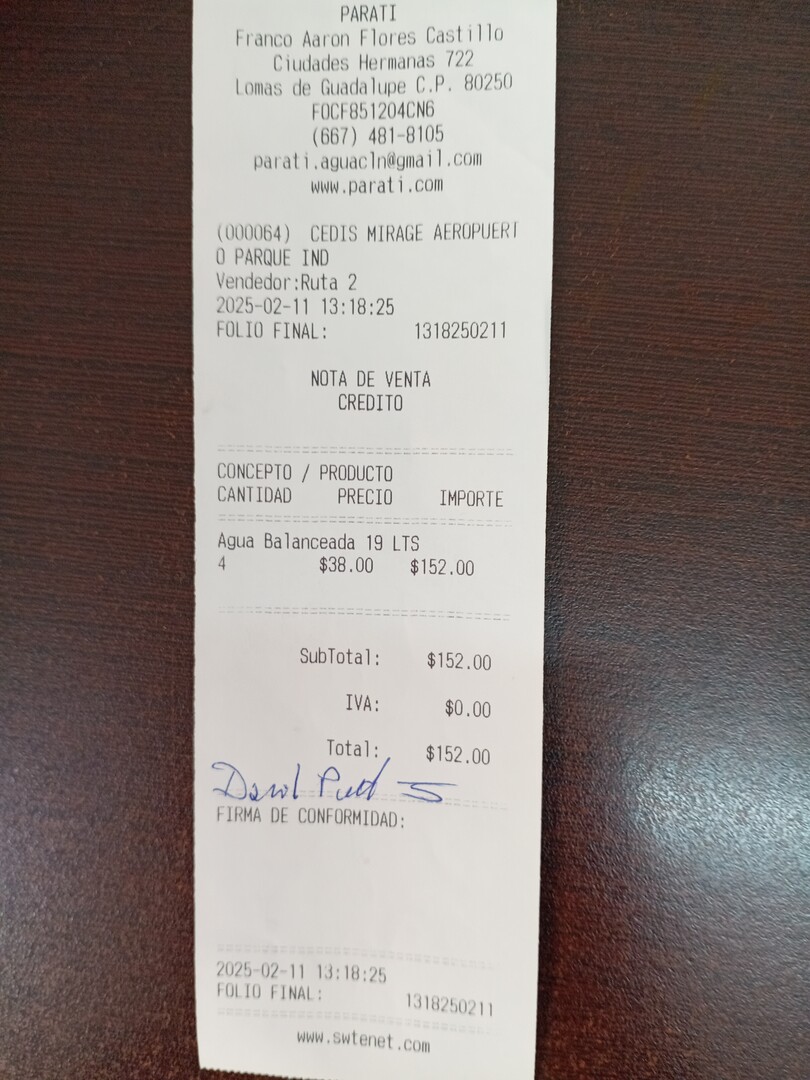 PARATI
Franco Aaron Flores Castillo
Ciudades Hermanas 722
Lomas de Guadalupe C.P. 80250
FOCF851204CN6
(667) 481-8105
parati.aguacln@gmail.com
www.parati.com
(000064) CEDIS MIRAGE AEROPUERT
O PARQUE IND
Vendedor:Ruta 2
2025-02-11 13:18:25
FOLIO FINAL: 1318250211
NOTA DE VENTA
CREDITO
CONCEPTO / PRODUCTO
CANTIDAD PRECIO IMPORTE
Agua Balanceada 19 LTS
4 $38.00 $152.00
SubTotal: $152.00
IVA: $0.00
Total: $152.00
FIRMA DE CONFORMIDAD:
2025-02-11 13:18:25
FOLIO FINAL: 1318250211
www.swtenet.com